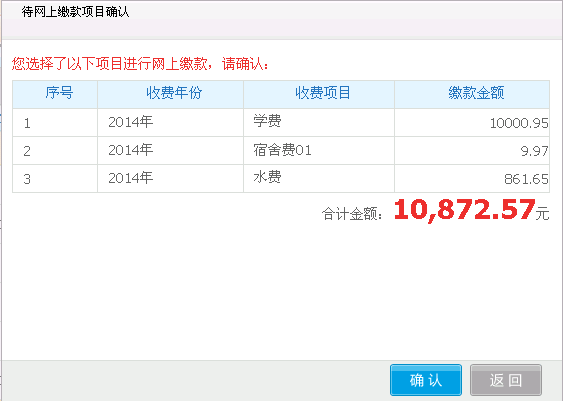 待网上缴款项目确认
您选择了以下项目进行网上缴款，请确认：
序号 收费年份 收费项目 缴款金额
1 2014年 学费 10000.95
2 2014年 宿舍费01 9.97
3 2014年 水费 861.65
合计金额：10,872.57元
确认 返回